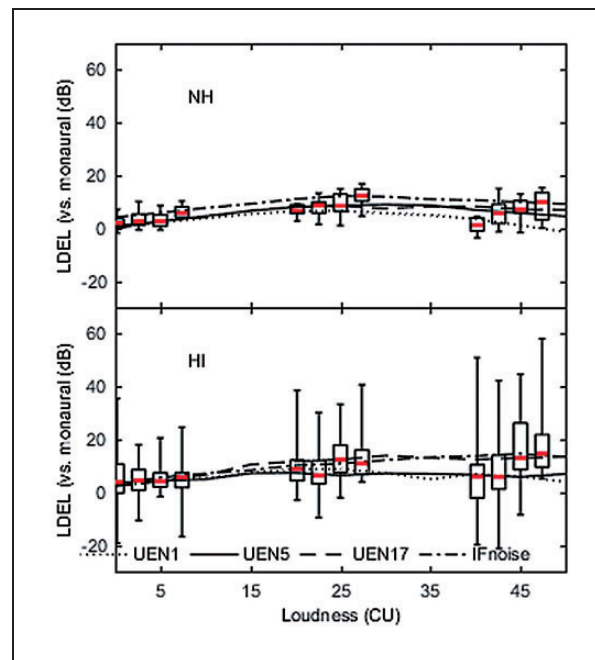 60
40
20
0
-20
LDEL (vs. monaural (dB)
NH
60
40
20
0
-20
LDEL (vs. monaural (dB)
HI
UEN1 UEN5 UEN17 IFnoise
5 15 25 35 45
Loudness (CU)